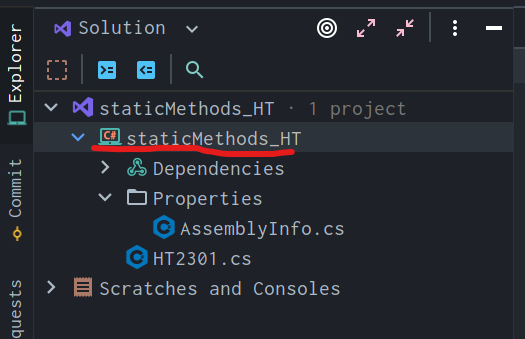 Solution
staticMethods_HT · 1 project
C# staticMethods_HT
Dependencies
Properties
AssemblyInfo.cs
HT2301.cs
Scratches and Consoles
Explorer
Commit
quests